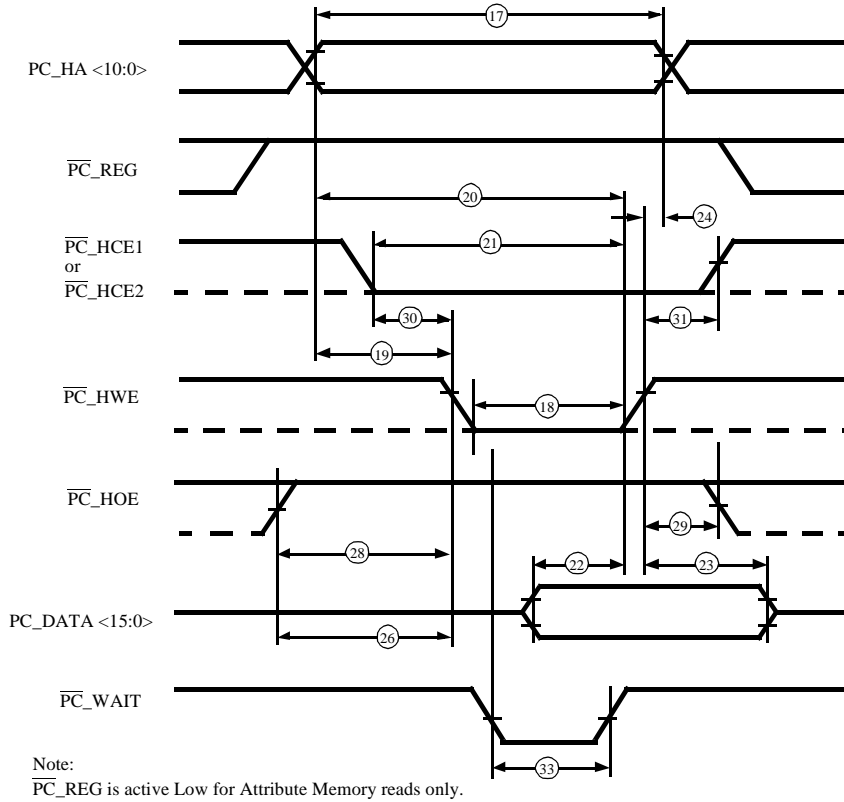 17
PC_HA <10:0>
PC_REG
20
24
PC_HCE1
or
PC_HCE2
21
30
31
19
PC_HWE
18
PC_HOE
29
28
22
23
PC_DATA <15:0>
26
PC_WAIT
33
Note:
PC_REG is active Low for Attribute Memory reads only.